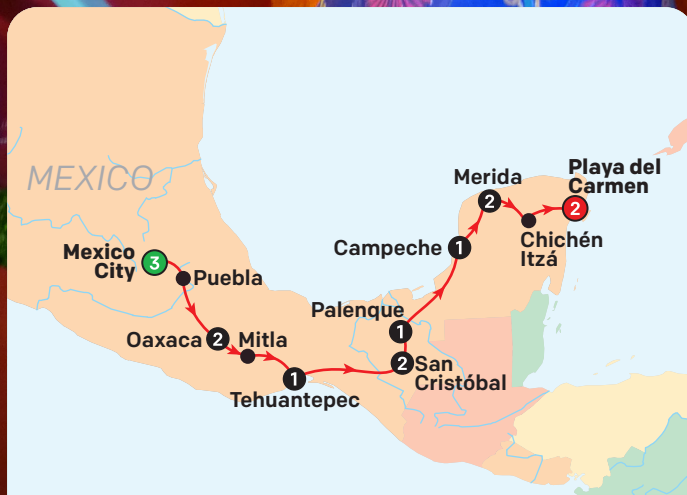 MEXICO
Mexico
City
3
Puebla
Oaxaca
2
Mitla
1
Tehuantepec
2
San
Cristóbal
Palenque
1
Campeche
1
Merida
2
Chichén
Itzá
Playa del
Carmen
2